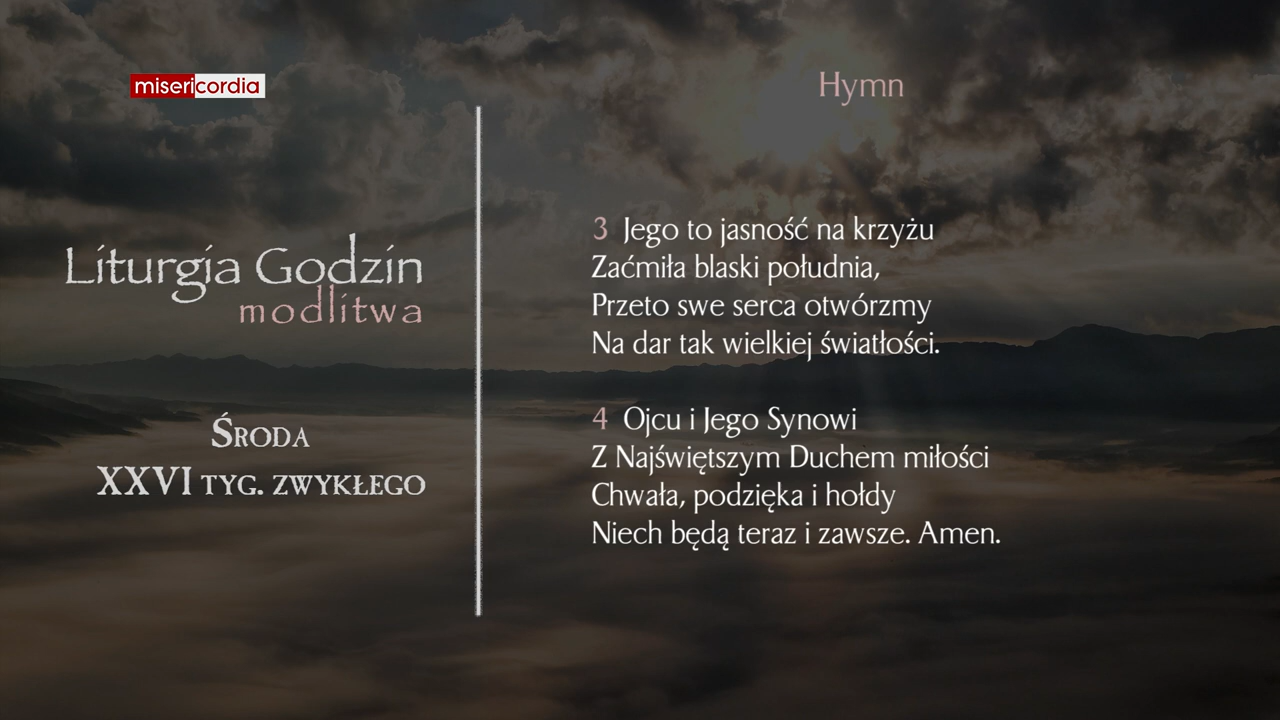 misericordia
Liturgia Godzin
modlitwa
Środa
XXVI tyg. zwykłego
Hymn
3 Jego to jasność na krzyżu
Zaćmiła blaski południa,
Przeto swe serca otwórzmy
Na dar tak wielkiej światłości.
4 Ojcu i Jego Synowi
Z Najświętszym Duchem miłości
Chwała, podzięka i hołdy
Niech będą teraz i zawsze. Amen.